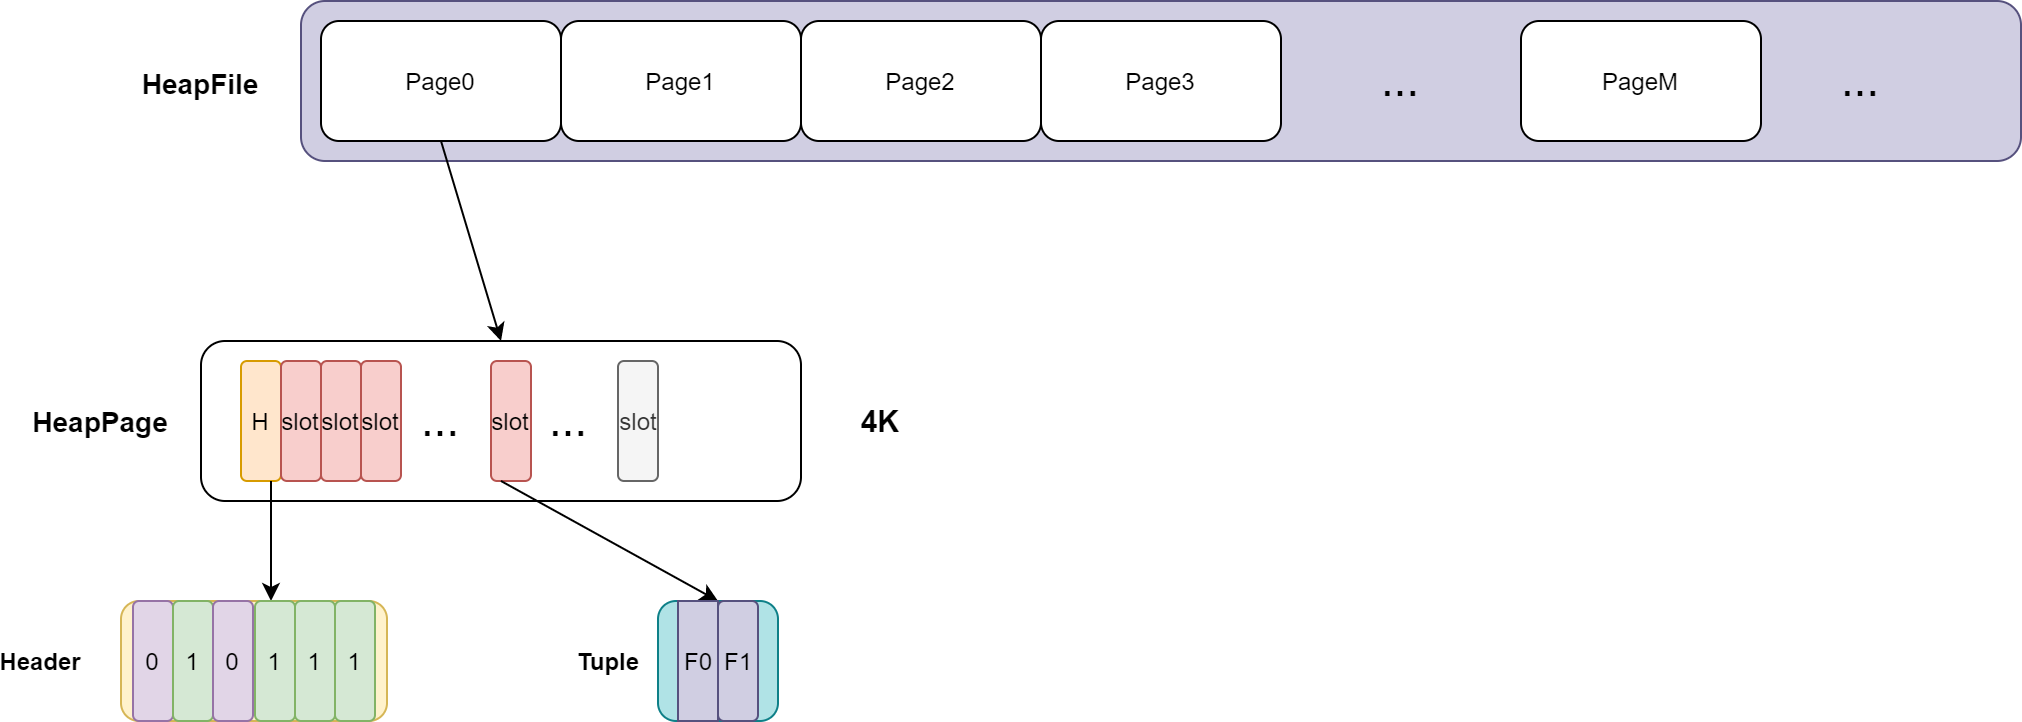 HeapFile Page0 Page1 Page2 Page3 ... PageM ...
HeapPage H slot slot slot ... slot ... slot 4K
Header 0 1 0 1 1 1 Tuple F0 F1